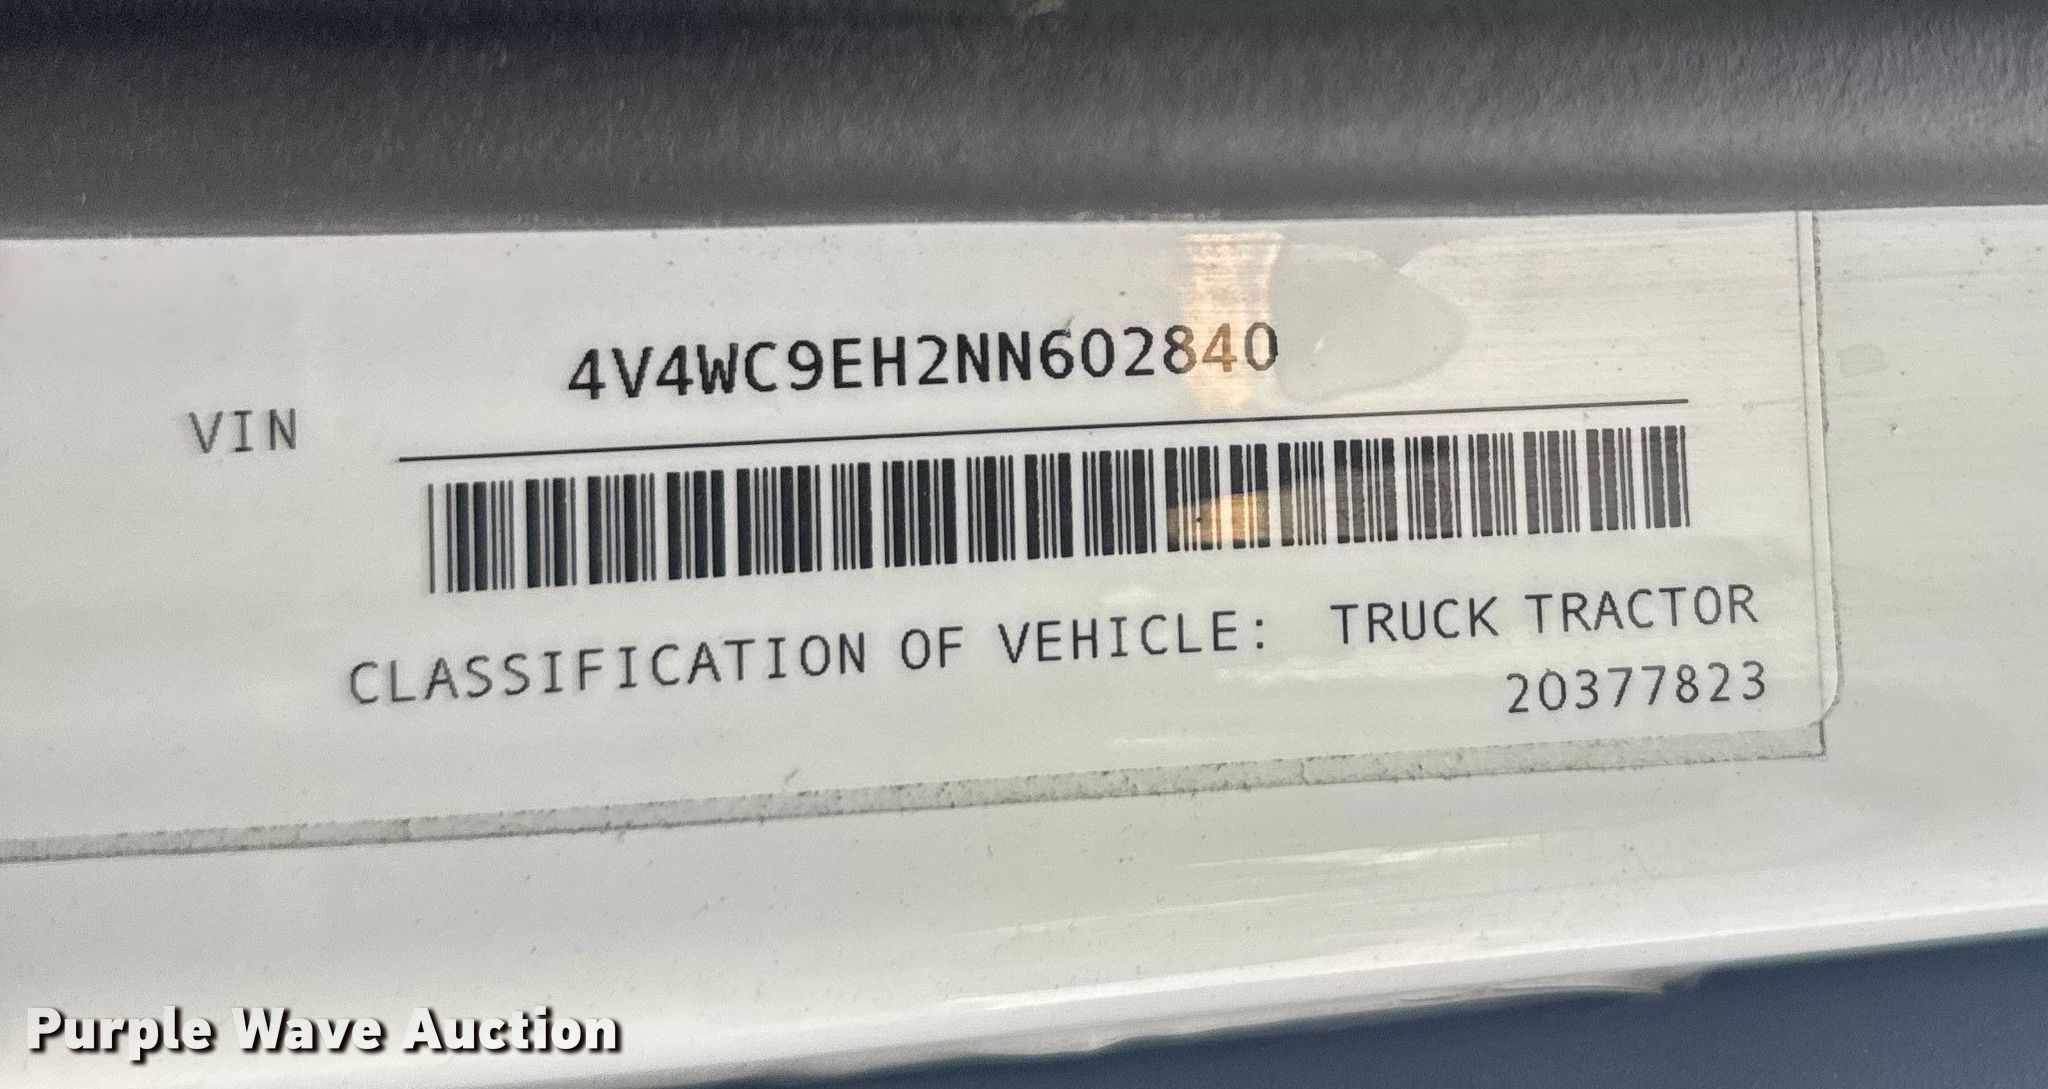 4V4WC9EH2NN602840
VIN
CLASSIFICATION OF VEHICLE: TRUCK TRACTOR
20377823
Purple Wave Auction